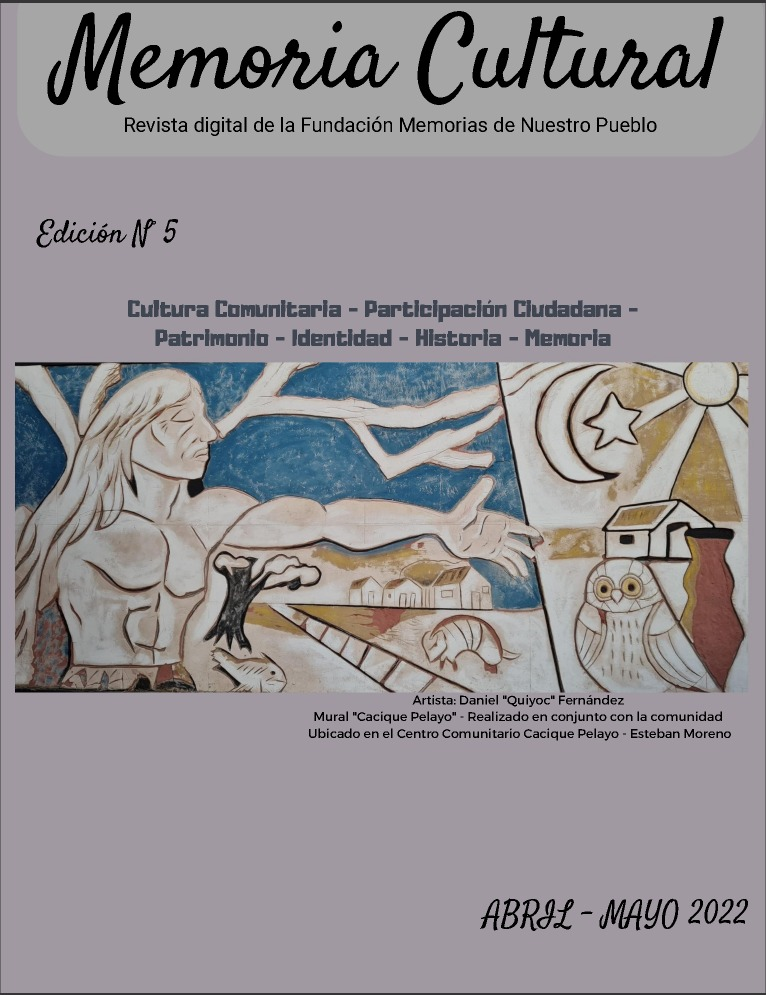 Memoria Cultural
Revista digital de la Fundación Memorias de Nuestro Pueblo
Edición N° 5
Cultura Comunitaria - Participación Ciudadana -
Patrimonio - Identidad - Historia - Memoria
Artista: Daniel "Quiyoc" Fernández
Mural "Cacique Pelayo" - Realizado en conjunto con la comunidad
Ubicado en el Centro Comunitario Cacique Pelayo - Esteban Moreno
ABRIL - MAYO 2022